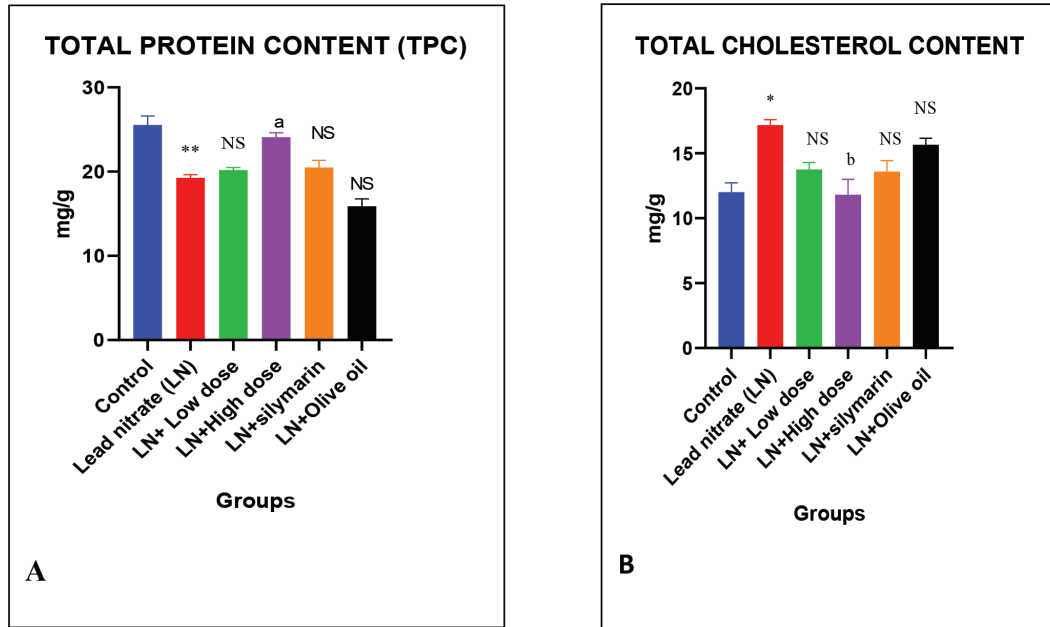 TOTAL PROTEIN CONTENT (TPC)
30
20
10
0
mg/g
**
NS
a
NS
NS
Control
Lead nitrate (LN)
LN+ Low dose
LN+High dose
LN+silymarin
LN+Olive oil
Groups
A
TOTAL CHOLESTEROL CONTENT
20
15
10
5
0
mg/g
*
NS
b
NS
NS
Control
Lead nitrate (LN)
LN+ Low dose
LN+High dose
LN+silymarin
LN+Olive oil
Groups
B